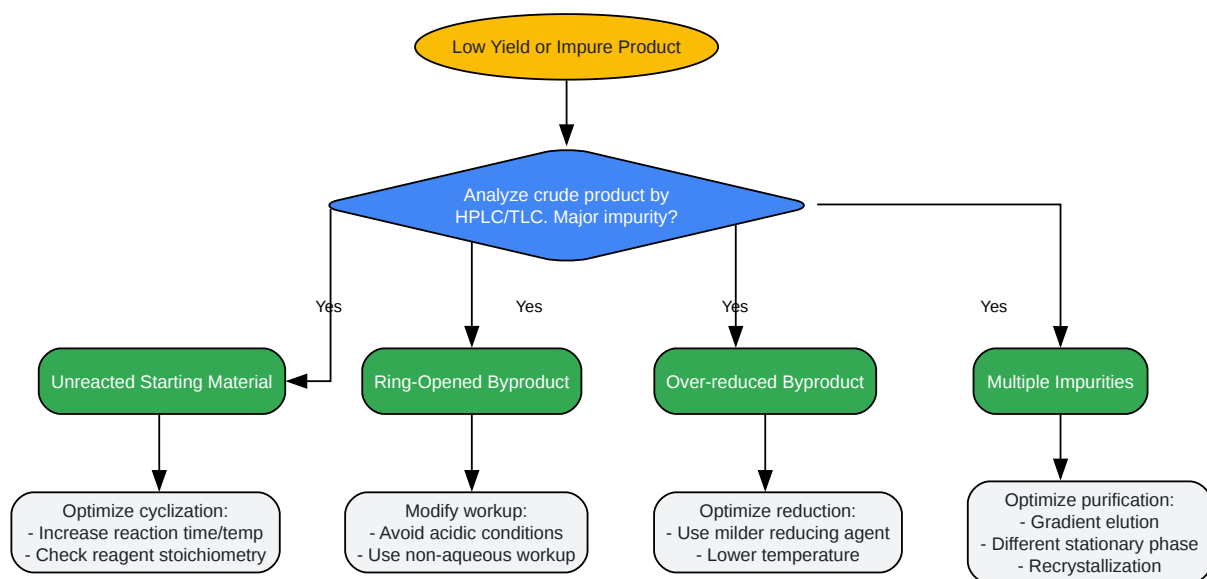 Low Yield or Impure Product
Analyze crude product by
HPLC/TLC. Major impurity?
Yes
Yes
Yes
Yes
Unreacted Starting Material
Ring-Opened Byproduct
Over-reduced Byproduct
Multiple Impurities
Optimize cyclization:
- Increase reaction time/temp
- Check reagent stoichiometry
Modify workup:
- Avoid acidic conditions
- Use non-aqueous workup
Optimize reduction:
- Use milder reducing agent
- Lower temperature
Optimize purification:
- Gradient elution
- Different stationary phase
- Recrystallization